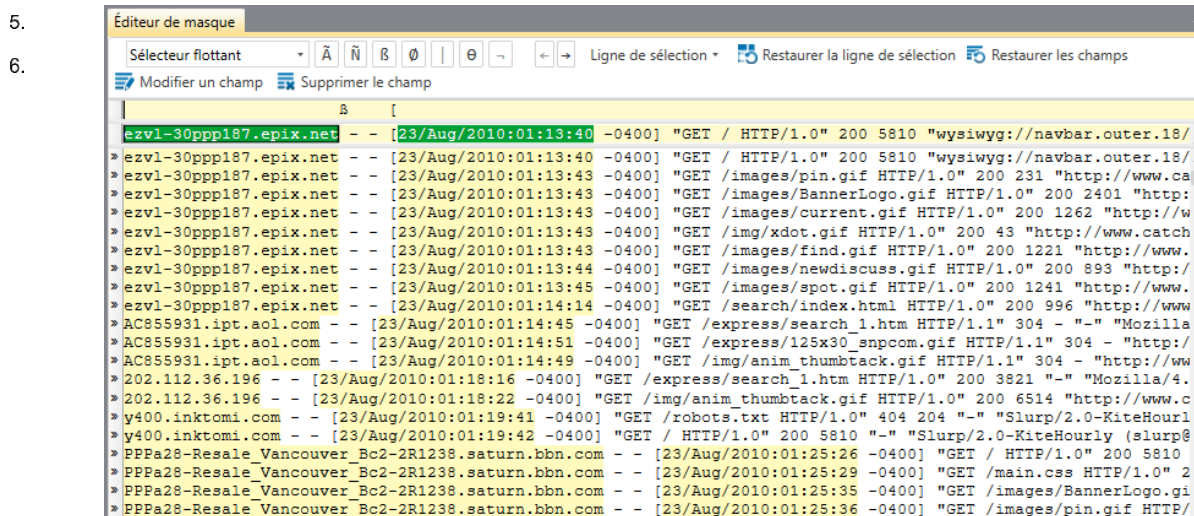 5.
6.
Éditeur de masque
Sélecteur flottant Ã Ñ ß Ø | θ ¬ ← → Ligne de sélection Restaurer la ligne de sélection Restaurer les champs
Modifier un champ Supprimer le champ
ß [
ezvl-30ppp187.epix.net - - [23/Aug/2010:01:13:40 -0400] "GET / HTTP/1.0" 200 5810 "wysiwyg://navbar.outer.18/
» ezvl-30ppp187.epix.net - - [23/Aug/2010:01:13:40 -0400] "GET / HTTP/1.0" 200 5810 "wysiwyg://navbar.outer.18/
» ezvl-30ppp187.epix.net - - [23/Aug/2010:01:13:43 -0400] "GET /images/pin.gif HTTP/1.0" 200 231 "http://www.ca
» ezvl-30ppp187.epix.net - - [23/Aug/2010:01:13:43 -0400] "GET /images/BannerLogo.gif HTTP/1.0" 200 2401 "http:
» ezvl-30ppp187.epix.net - - [23/Aug/2010:01:13:43 -0400] "GET /images/current.gif HTTP/1.0" 200 1262 "http://w
» ezvl-30ppp187.epix.net - - [23/Aug/2010:01:13:43 -0400] "GET /img/xdot.gif HTTP/1.0" 200 43 "http://www.catch
» ezvl-30ppp187.epix.net - - [23/Aug/2010:01:13:43 -0400] "GET /images/find.gif HTTP/1.0" 200 1221 "http://www.
» ezvl-30ppp187.epix.net - - [23/Aug/2010:01:13:44 -0400] "GET /images/newdiscuss.gif HTTP/1.0" 200 893 "http:/
» ezvl-30ppp187.epix.net - - [23/Aug/2010:01:13:45 -0400] "GET /images/spot.gif HTTP/1.0" 200 1241 "http://www.
» ezvl-30ppp187.epix.net - - [23/Aug/2010:01:14:14 -0400] "GET /search/index.html HTTP/1.0" 200 996 "http://www
» AC855931.ipt.aol.com - - [23/Aug/2010:01:14:45 -0400] "GET /express/search_1.htm HTTP/1.1" 304 - "-" "Mozilla
» AC855931.ipt.aol.com - - [23/Aug/2010:01:14:51 -0400] "GET /express/125x30_snpcom.gif HTTP/1.1" 304 - "http:/
» AC855931.ipt.aol.com - - [23/Aug/2010:01:14:49 -0400] "GET /img/anim_thumbtack.gif HTTP/1.1" 304 - "http://ww
» 202.112.36.196 - - [23/Aug/2010:01:18:16 -0400] "GET /express/search_1.htm HTTP/1.0" 200 3821 "-" "Mozilla/4.
» 202.112.36.196 - - [23/Aug/2010:01:18:22 -0400] "GET /img/anim_thumbtack.gif HTTP/1.0" 200 6514 "http://www.c
» y400.inktomi.com - - [23/Aug/2010:01:19:41 -0400] "GET /robots.txt HTTP/1.0" 404 204 "-" "Slurp/2.0-KiteHourl
» y400.inktomi.com - - [23/Aug/2010:01:19:42 -0400] "GET / HTTP/1.0" 200 5810 "-" "Slurp/2.0-KiteHourly (slurp@
» PPPa28-Resale_Vancouver_Bc2-2R1238.saturn.bbn.com - - [23/Aug/2010:01:25:26 -0400] "GET / HTTP/1.0" 200 5810
» PPPa28-Resale_Vancouver_Bc2-2R1238.saturn.bbn.com - - [23/Aug/2010:01:25:29 -0400] "GET /main.css HTTP/1.0" 2
» PPPa28-Resale_Vancouver_Bc2-2R1238.saturn.bbn.com - - [23/Aug/2010:01:25:35 -0400] "GET /images/BannerLogo.gi
» PPPa28-Resale_Vancouver_Bc2-2R1238.saturn.bbn.com - - [23/Aug/2010:01:25:36 -0400] "GET /images/pin.gif HTTP/